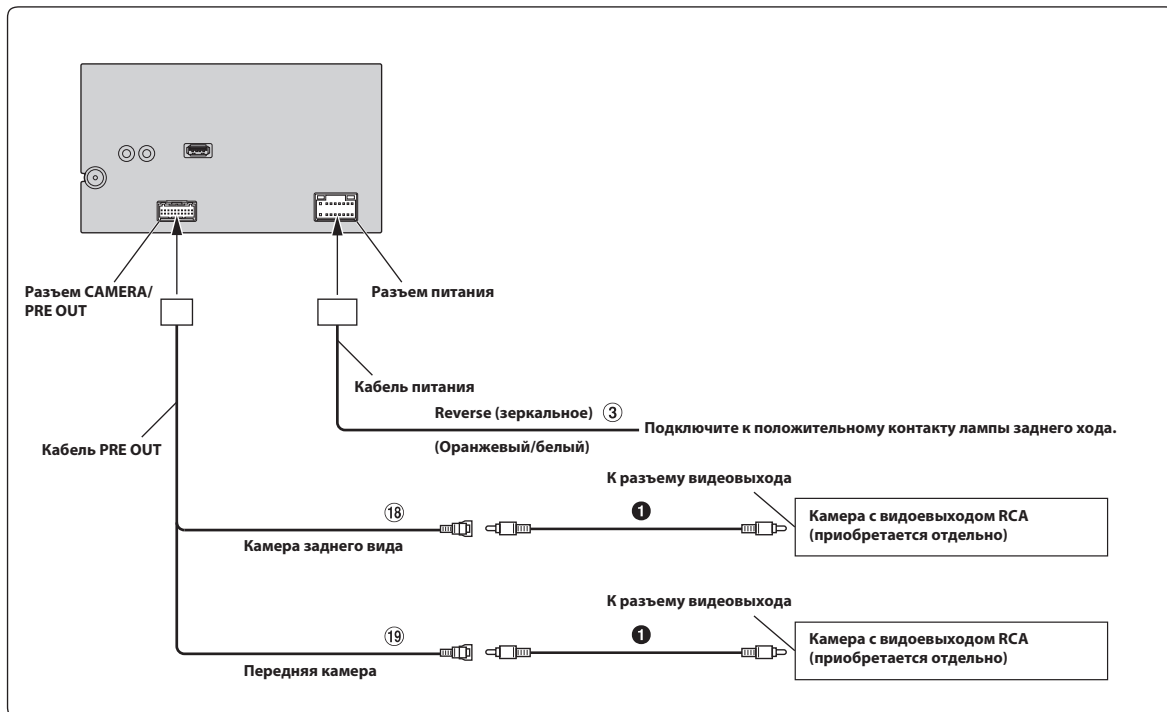 Разъем CAMERA/
PRE OUT
Разъем питания
Кабель питания
Reverse (зеркальное) ③
(Оранжевый/белый)
Подключите к положительному контакту лампы заднего хода.
Кабель PRE OUT
К разъему видеовыхода
⑱
❶
Камера с видоевыходом RCA
(приобретается отдельно)
Камера заднего вида
К разъему видеовыхода
⑲
❶
Камера с видоевыходом RCA
(приобретается отдельно)
Передняя камера